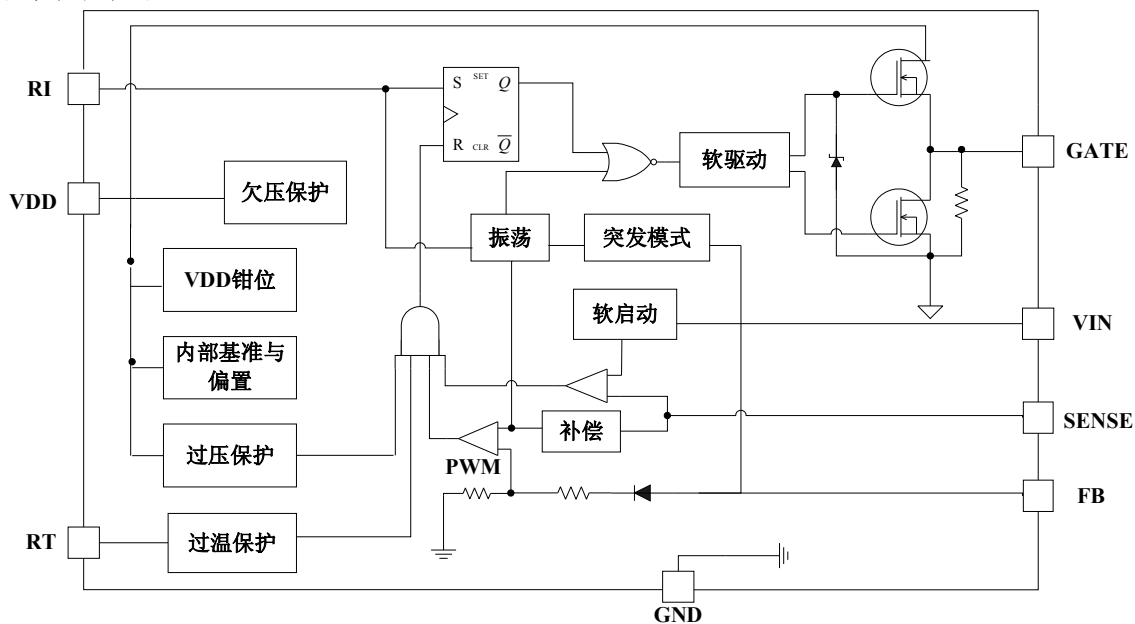 RI
S SET Q
R CLR Q
软驱动
GATE
VDD
欠压保护
振荡
突发模式
VDD钳位
软启动
VIN
内部基准与
偏置
补偿
SENSE
过压保护
PWM
FB
RT
过温保护
GND